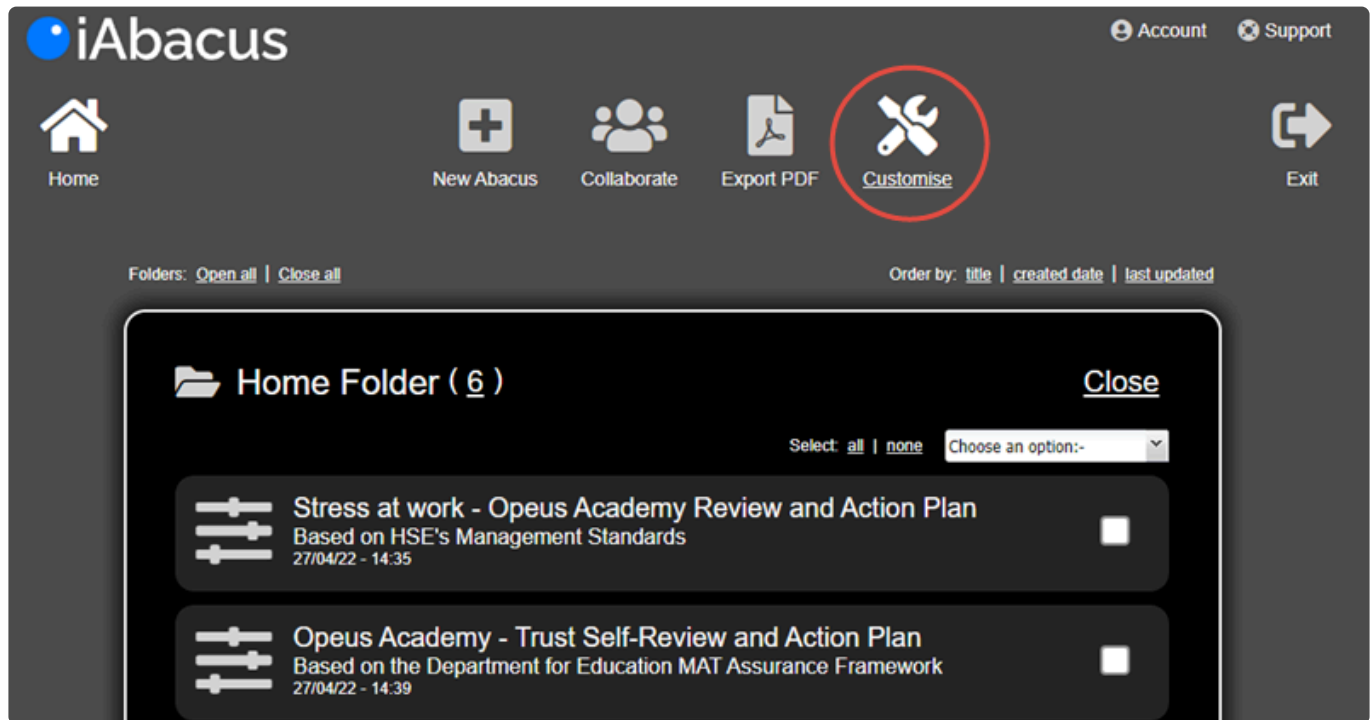 iAbacus
Account Support
Home New Abacus Collaborate Export PDF Customise Exit
Folders: Open all | Close all Order by: title | created date | last updated
Home Folder ( 6 ) Close
Select: all | none Choose an option:-
Stress at work - Opeus Academy Review and Action Plan
Based on HSE's Management Standards
27/04/22 - 14:35
Opeus Academy - Trust Self-Review and Action Plan
Based on the Department for Education MAT Assurance Framework
27/04/22 - 14:39